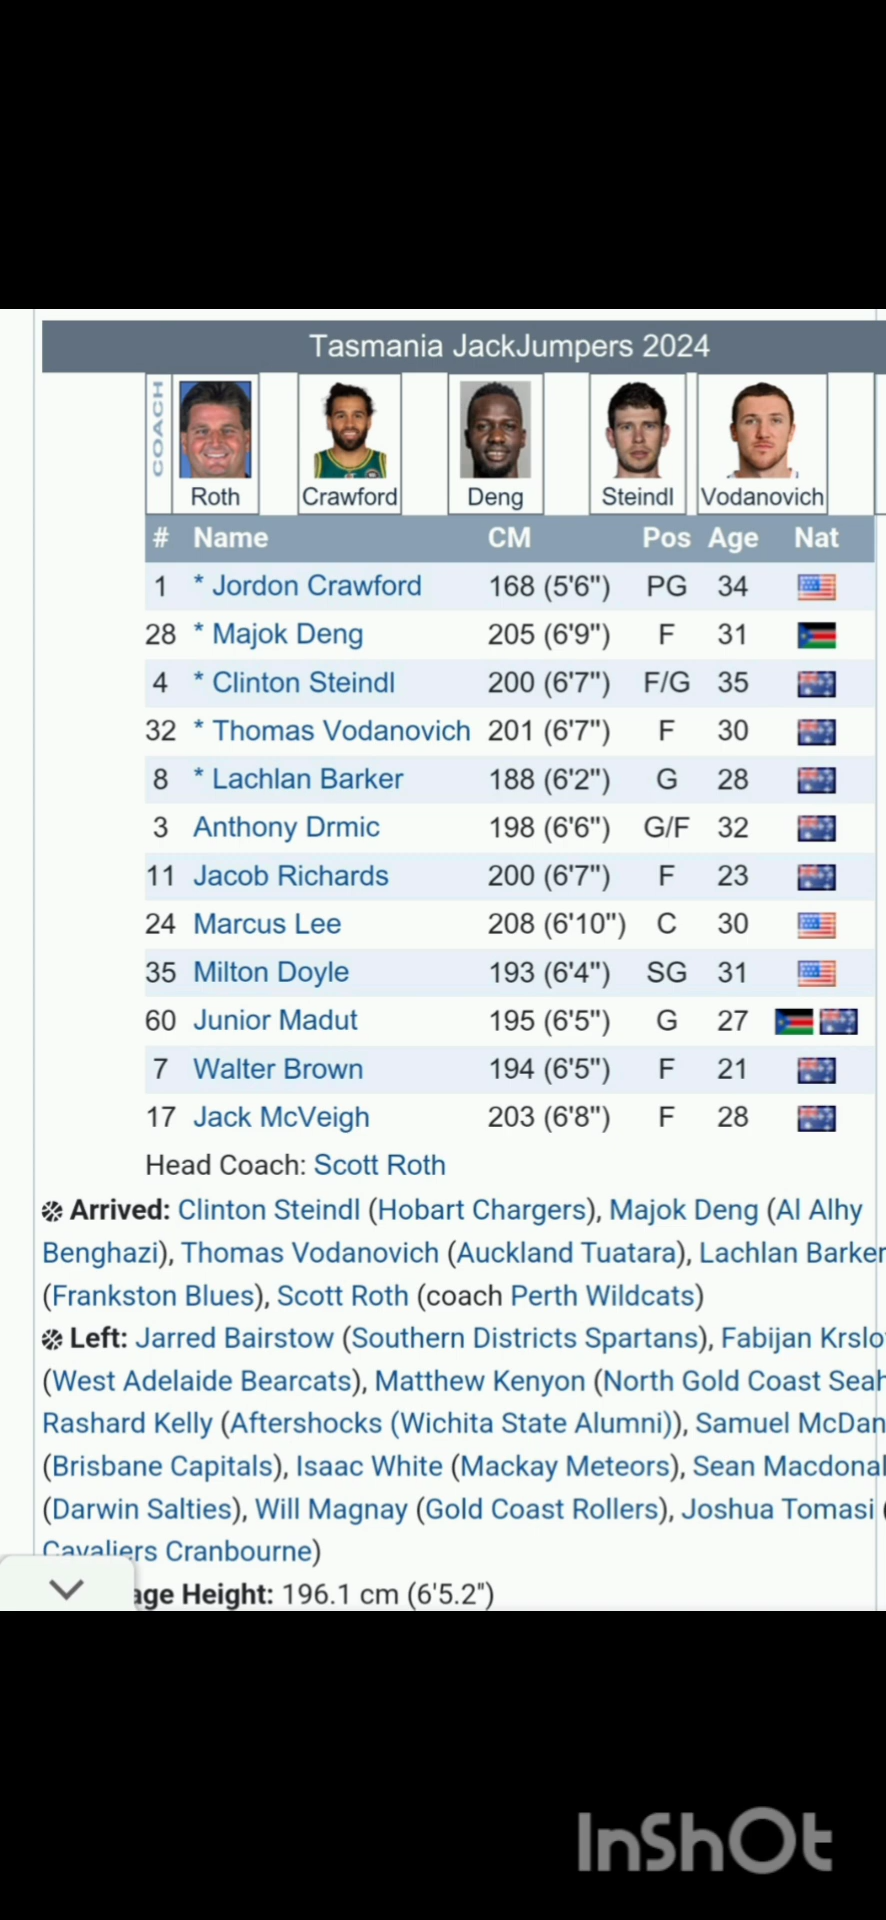 Tasmania JackJumpers 2024
COACH
Roth Crawford Deng Steindl Vodanovich
# Name CM Pos Age Nat
1 * Jordon Crawford 168 (5'6") PG 34
28 * Majok Deng 205 (6'9") F 31
4 * Clinton Steindl 200 (6'7") F/G 35
32 * Thomas Vodanovich 201 (6'7") F 30
8 * Lachlan Barker 188 (6'2") G 28
3 Anthony Drmic 198 (6'6") G/F 32
11 Jacob Richards 200 (6'7") F 23
24 Marcus Lee 208 (6'10") C 30
35 Milton Doyle 193 (6'4") SG 31
60 Junior Madut 195 (6'5") G 27
7 Walter Brown 194 (6'5") F 21
17 Jack McVeigh 203 (6'8") F 28
Head Coach: Scott Roth
Arrived: Clinton Steindl (Hobart Chargers), Majok Deng (Al Alhy
Benghazi), Thomas Vodanovich (Auckland Tuatara), Lachlan Barker
(Frankston Blues), Scott Roth (coach Perth Wildcats)
Left: Jarred Bairstow (Southern Districts Spartans), Fabijan Krslo
(West Adelaide Bearcats), Matthew Kenyon (North Gold Coast Seah
Rashard Kelly (Aftershocks (Wichita State Alumni)), Samuel McDan
(Brisbane Capitals), Isaac White (Mackay Meteors), Sean Macdonal
(Darwin Salties), Will Magnay (Gold Coast Rollers), Joshua Tomasi (
Cavaliers Cranbourne)
age Height: 196.1 cm (6'5.2")
InShOt